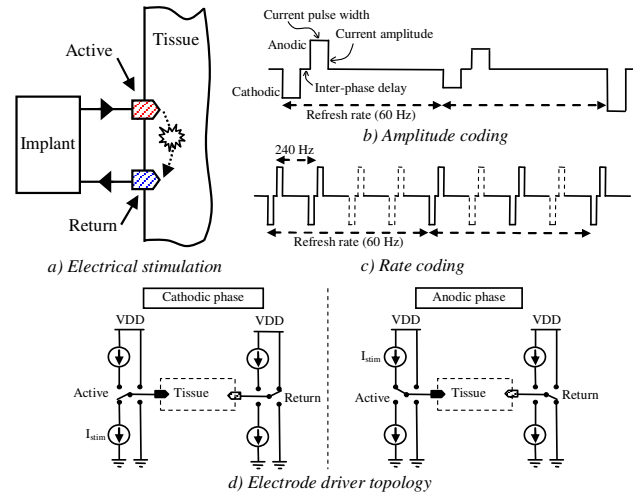 Active
Tissue
Implant
Return
a) Electrical stimulation
Current pulse width
Anodic
Current amplitude
Cathodic
Inter-phase delay
Refresh rate (60 Hz)
b) Amplitude coding
240 Hz
Refresh rate (60 Hz)
c) Rate coding
Cathodic phase
VDD
VDD
Active
Tissue
Return
Istim
Anodic phase
VDD
VDD
Istim
Active
Tissue
Return
d) Electrode driver topology